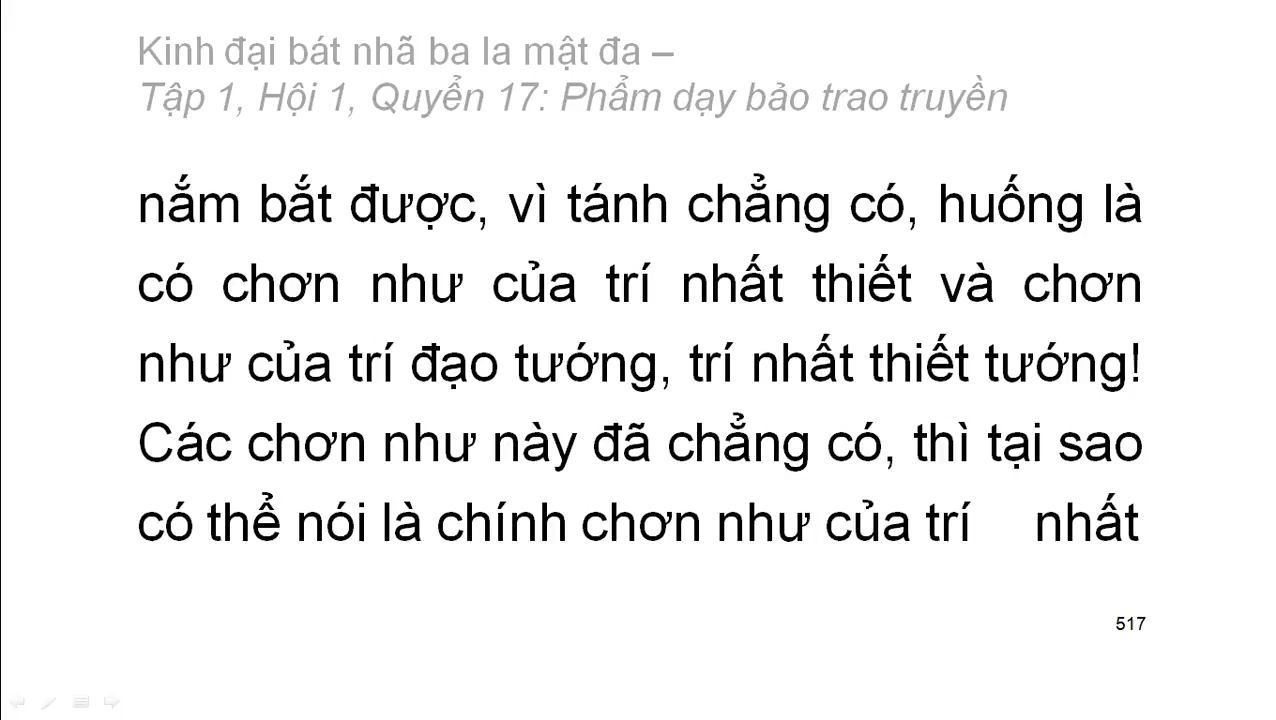 Kinh đại bát nhã ba la mật đa –
Tập 1, Hội 1, Quyển 17: Phẩm dạy bảo trao truyền
nắm bắt được, vì tánh chẳng có, huống là
có chơn như của trí nhất thiết và chơn
như của trí đạo tướng, trí nhất thiết tướng!
Các chơn như này đã chẳng có, thì tại sao
có thể nói là chính chơn như của trí nhất
517